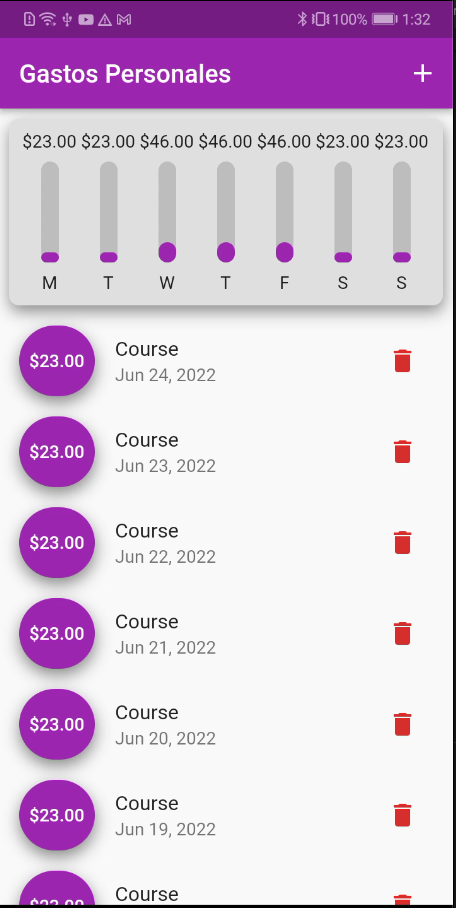 100% 1:32
Gastos Personales +
$23.00 $23.00 $46.00 $46.00 $46.00 $23.00 $23.00
M T W T F S S
$23.00 Course
Jun 24, 2022
$23.00 Course
Jun 23, 2022
$23.00 Course
Jun 22, 2022
$23.00 Course
Jun 21, 2022
$23.00 Course
Jun 20, 2022
$23.00 Course
Jun 19, 2022
$23.00 Course